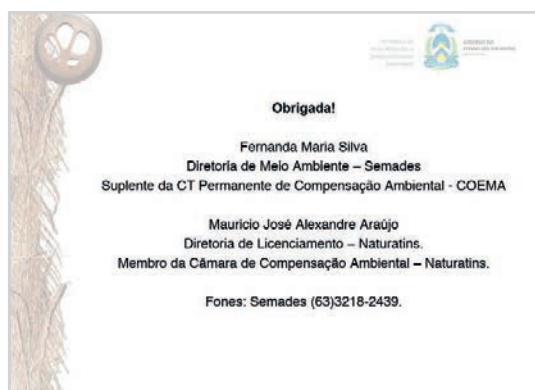 Obrigada!
Fernanda Maria Silva
Diretoria de Meio Ambiente – Semades
Suplente da CT Permanente de Compensação Ambiental - COEMA
Mauricio José Alexandre Araújo
Diretoria de Licenciamento – Naturatins.
Membro da Câmara de Compensação Ambiental – Naturatins.
Fones: Semades (63)3218-2439.